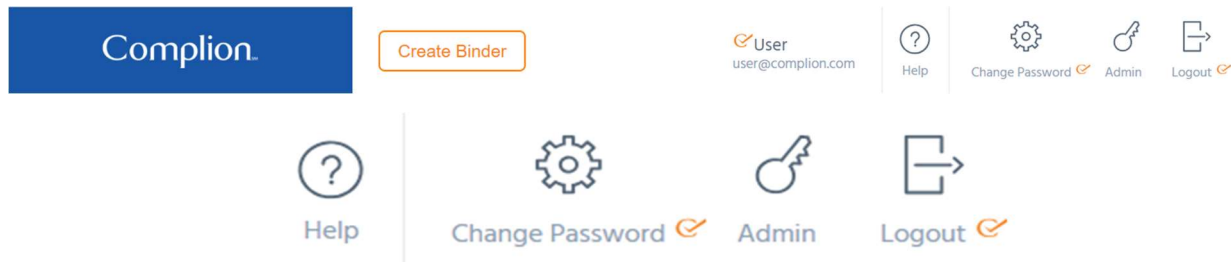 Complion
Create Binder
User
user@complion.com
Help
Change Password
Admin
Logout
Help
Change Password
Admin
Logout